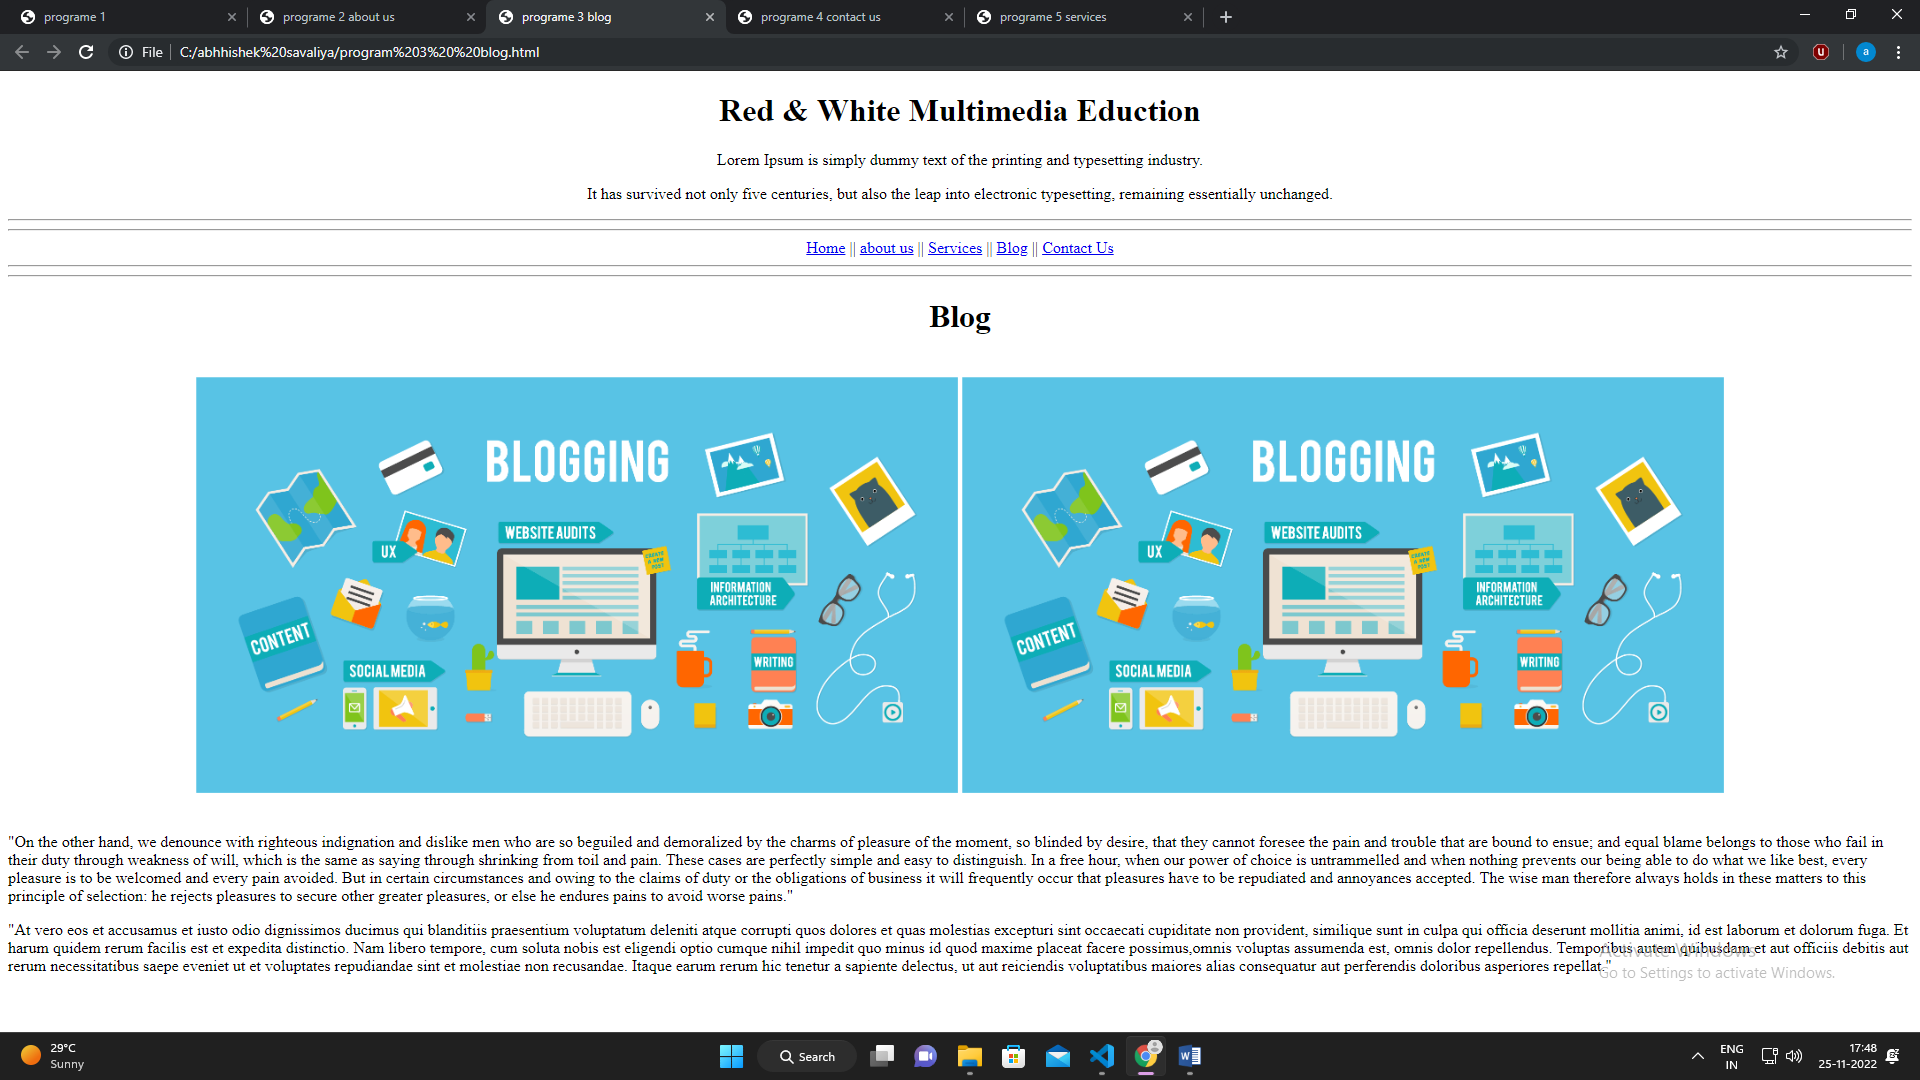 programe 1
programe 2 about us
programe 3 blog
programe 4 contact us
programe 5 services
File
C:/abhhishek%20savaliya/program%203%20%20blog.html
a
Red & White Multimedia Eduction
Lorem Ipsum is simply dummy text of the printing and typesetting industry.
It has survived not only five centuries, but also the leap into electronic typesetting, remaining essentially unchanged.
Home || about us || Services || Blog || Contact Us
Blog
BLOGGING
WEBSITE AUDITS
UX
CREATE A NEW POST
INFORMATION
ARCHITECTURE
CONTENT
SOCIAL MEDIA
WRITING
BLOGGING
WEBSITE AUDITS
UX
CREATE A NEW POST
INFORMATION
ARCHITECTURE
CONTENT
SOCIAL MEDIA
WRITING
"On the other hand, we denounce with righteous indignation and dislike men who are so beguiled and demoralized by the charms of pleasure of the moment, so blinded by desire, that they cannot foresee the pain and trouble that are bound to ensue; and equal blame belongs to those who fail in
their duty through weakness of will, which is the same as saying through shrinking from toil and pain. These cases are perfectly simple and easy to distinguish. In a free hour, when our power of choice is untrammelled and when nothing prevents our being able to do what we like best, every
pleasure is to be welcomed and every pain avoided. But in certain circumstances and owing to the claims of duty or the obligations of business it will frequently occur that pleasures have to be repudiated and annoyances accepted. The wise man therefore always holds in these matters to this
principle of selection: he rejects pleasures to secure other greater pleasures, or else he endures pains to avoid worse pains."
"At vero eos et accusamus et iusto odio dignissimos ducimus qui blanditiis praesentium voluptatum deleniti atque corrupti quos dolores et quas molestias excepturi sint occaecati cupiditate non provident, similique sunt in culpa qui officia deserunt mollitia animi, id est laborum et dolorum fuga. Et
harum quidem rerum facilis est et expedita distinctio. Nam libero tempore, cum soluta nobis est eligendi optio cumque nihil impedit quo minus id quod maxime placeat facere possimus,omnis voluptas assumenda est, omnis dolor repellendus. Temporibus autem quibusdam et aut officiis debitis aut
rerum necessitatibus saepe eveniet ut et voluptates repudiandae sint et molestiae non recusandae. Itaque earum rerum hic tenetur a sapiente delectus, ut aut reiciendis voluptatibus maiores alias consequatur aut perferendis doloribus asperiores repellat."
Activate Windows
Go to Settings to activate Windows.
29°C
Sunny
Search
ENG
IN
17:48
25-11-2022